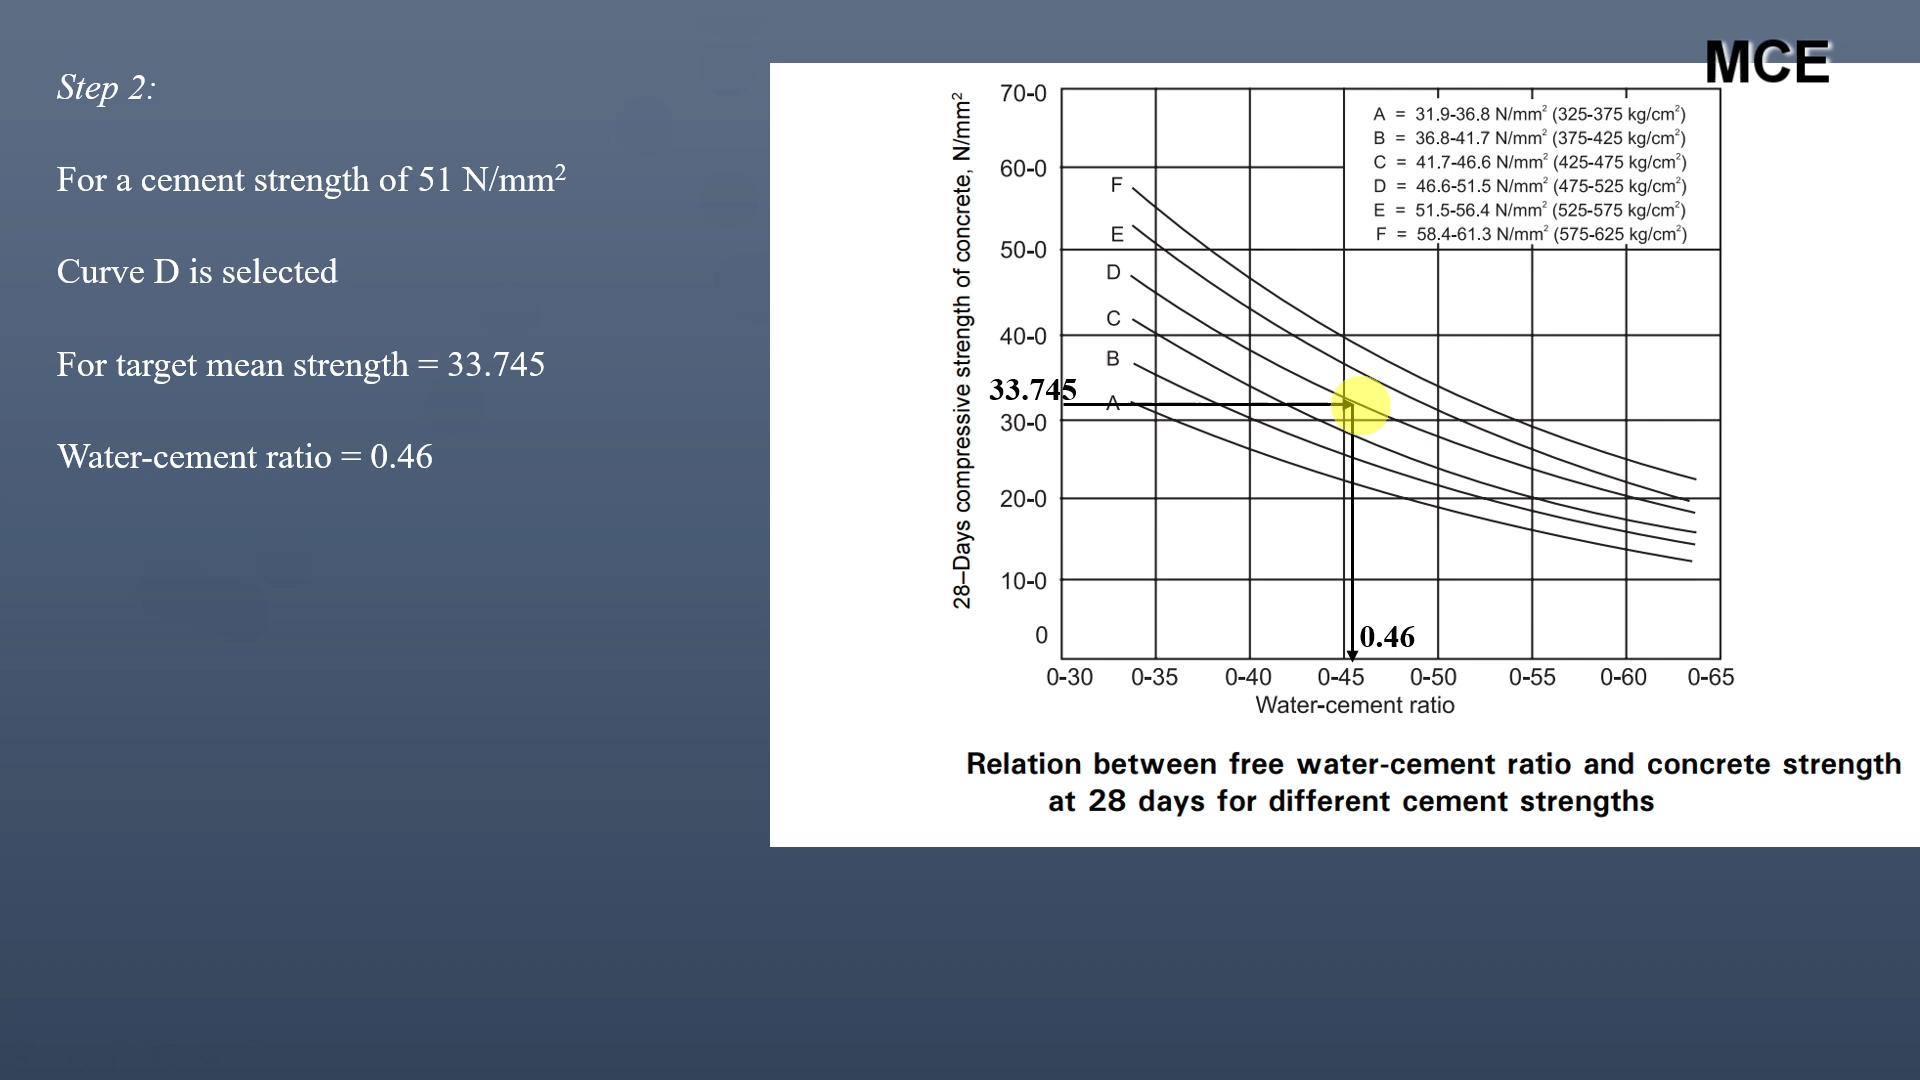 MCE
Step 2:
For a cement strength of 51 N/mm²
Curve D is selected
For target mean strength = 33.745
Water-cement ratio = 0.46
28–Days compressive strength of concrete, N/mm²
70-0
60-0
50-0
40-0
30-0
20-0
10-0
0
A = 31.9-36.8 N/mm² (325-375 kg/cm²)
B = 36.8-41.7 N/mm² (375-425 kg/cm²)
C = 41.7-46.6 N/mm² (425-475 kg/cm²)
D = 46.6-51.5 N/mm² (475-525 kg/cm²)
E = 51.5-56.4 N/mm² (525-575 kg/cm²)
F = 58.4-61.3 N/mm² (575-625 kg/cm²)
F
E
D
C
B
A
33.745
0.46
0-30 0-35 0-40 0-45 0-50 0-55 0-60 0-65
Water-cement ratio
Relation between free water-cement ratio and concrete strength
at 28 days for different cement strengths